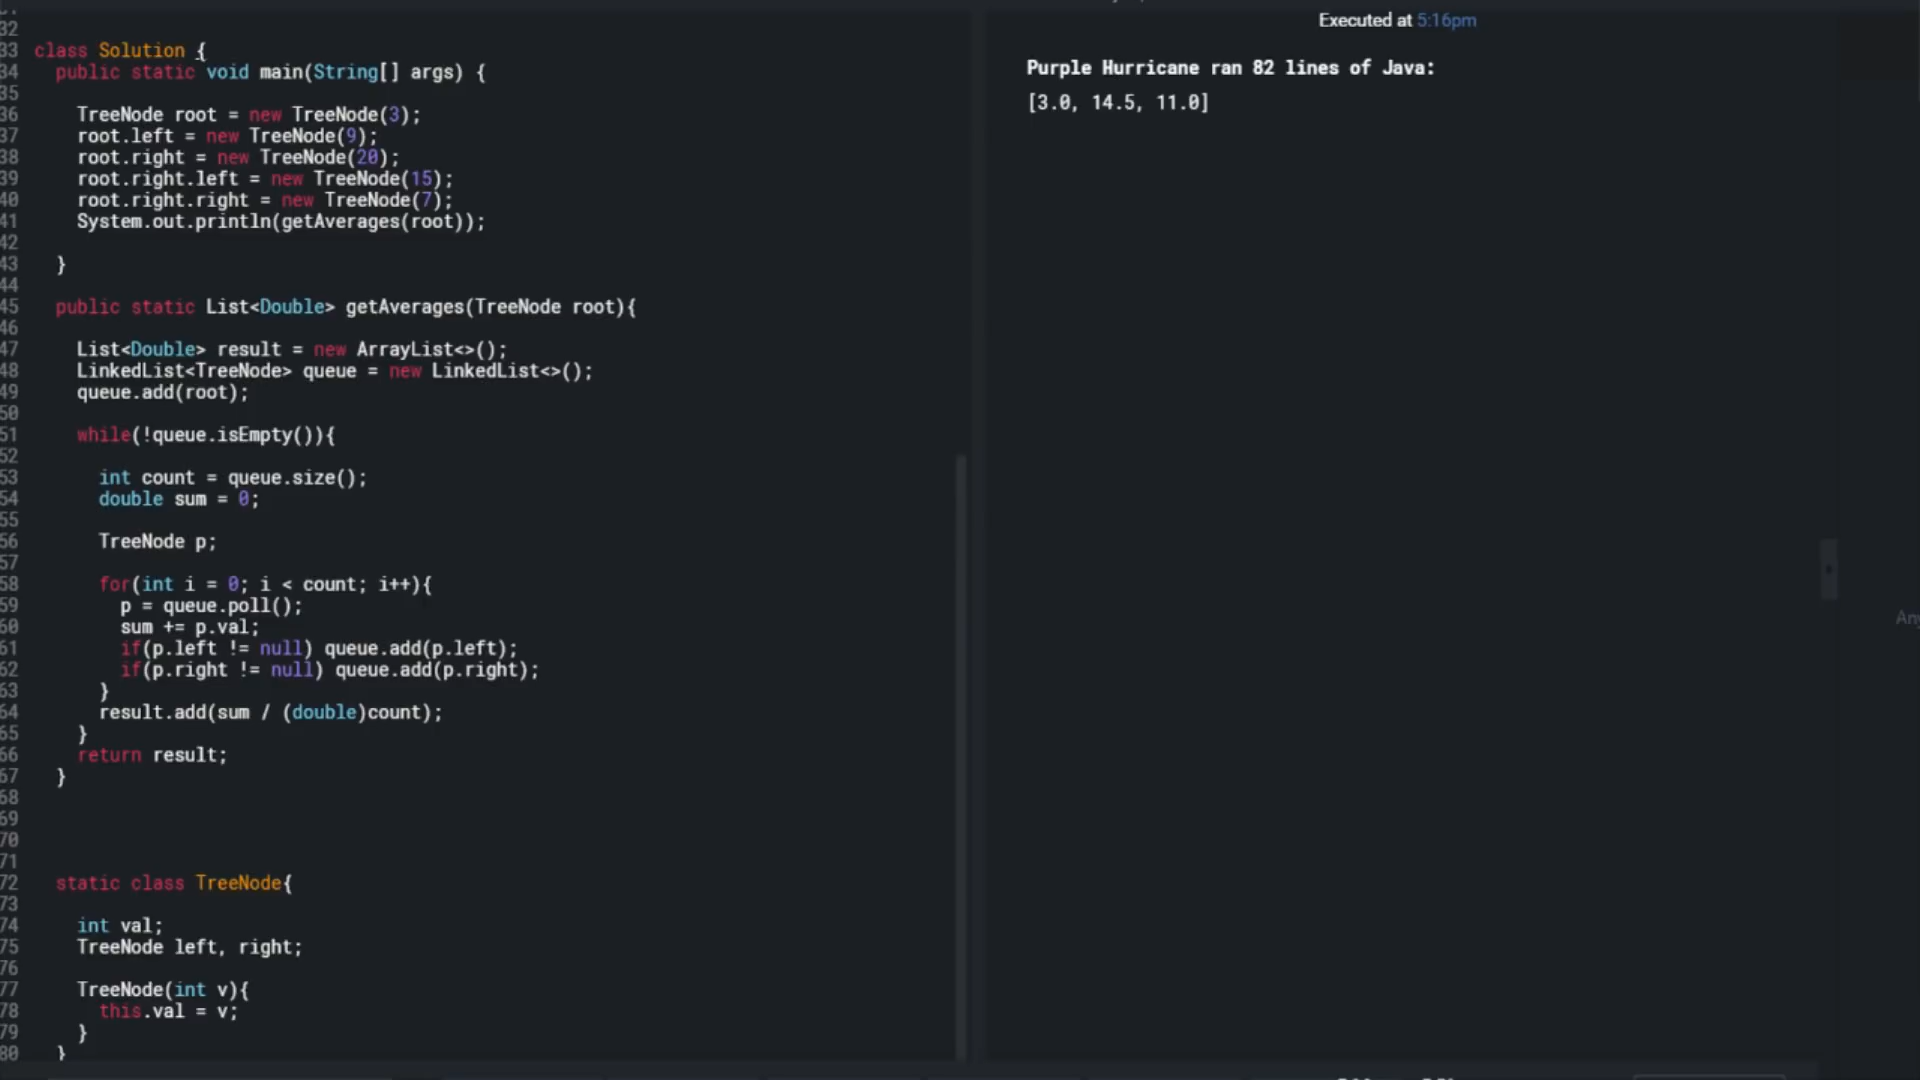 32
33 class Solution {
34 public static void main(String[] args) {
35
36 TreeNode root = new TreeNode(3);
37 root.left = new TreeNode(9);
38 root.right = new TreeNode(20);
39 root.right.left = new TreeNode(15);
40 root.right.right = new TreeNode(7);
41 System.out.println(getAverages(root));
42
43 }
44
45 public static List<Double> getAverages(TreeNode root){
46
47 List<Double> result = new ArrayList<>();
48 LinkedList<TreeNode> queue = new LinkedList<>();
49 queue.add(root);
50
51 while(!queue.isEmpty()){
52
53 int count = queue.size();
54 double sum = 0;
55
56 TreeNode p;
57
58 for(int i = 0; i < count; i++){
59 p = queue.poll();
60 sum += p.val;
61 if(p.left != null) queue.add(p.left);
62 if(p.right != null) queue.add(p.right);
63 }
64 result.add(sum / (double)count);
65 }
66 return result;
67 }
68
69
70
71
72 static class TreeNode{
73
74 int val;
75 TreeNode left, right;
76
77 TreeNode(int v){
78 this.val = v;
79 }
80 }
Executed at 5:16pm
Purple Hurricane ran 82 lines of Java:
[3.0, 14.5, 11.0]